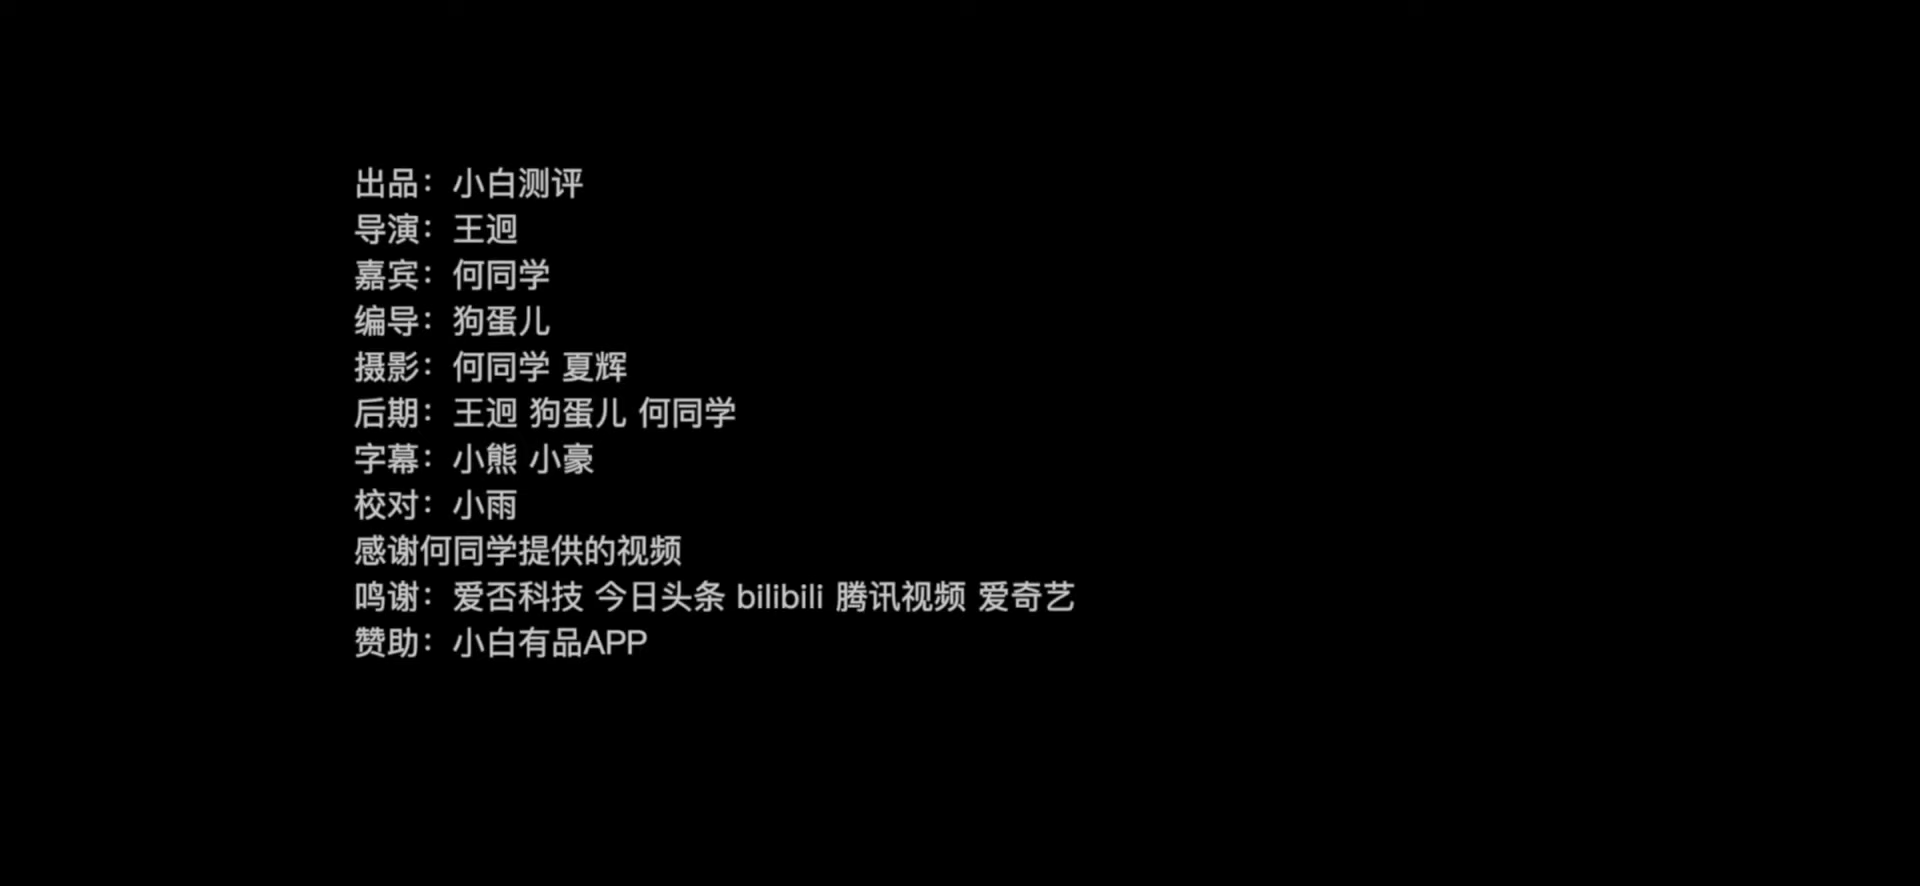 出品：小白测评
导演：王迥
嘉宾：何同学
编导：狗蛋儿
摄影：何同学 夏辉
后期：王迥 狗蛋儿 何同学
字幕：小熊 小豪
校对：小雨
感谢何同学提供的视频
鸣谢：爱否科技 今日头条 bilibili 腾讯视频 爱奇艺
赞助：小白有品APP